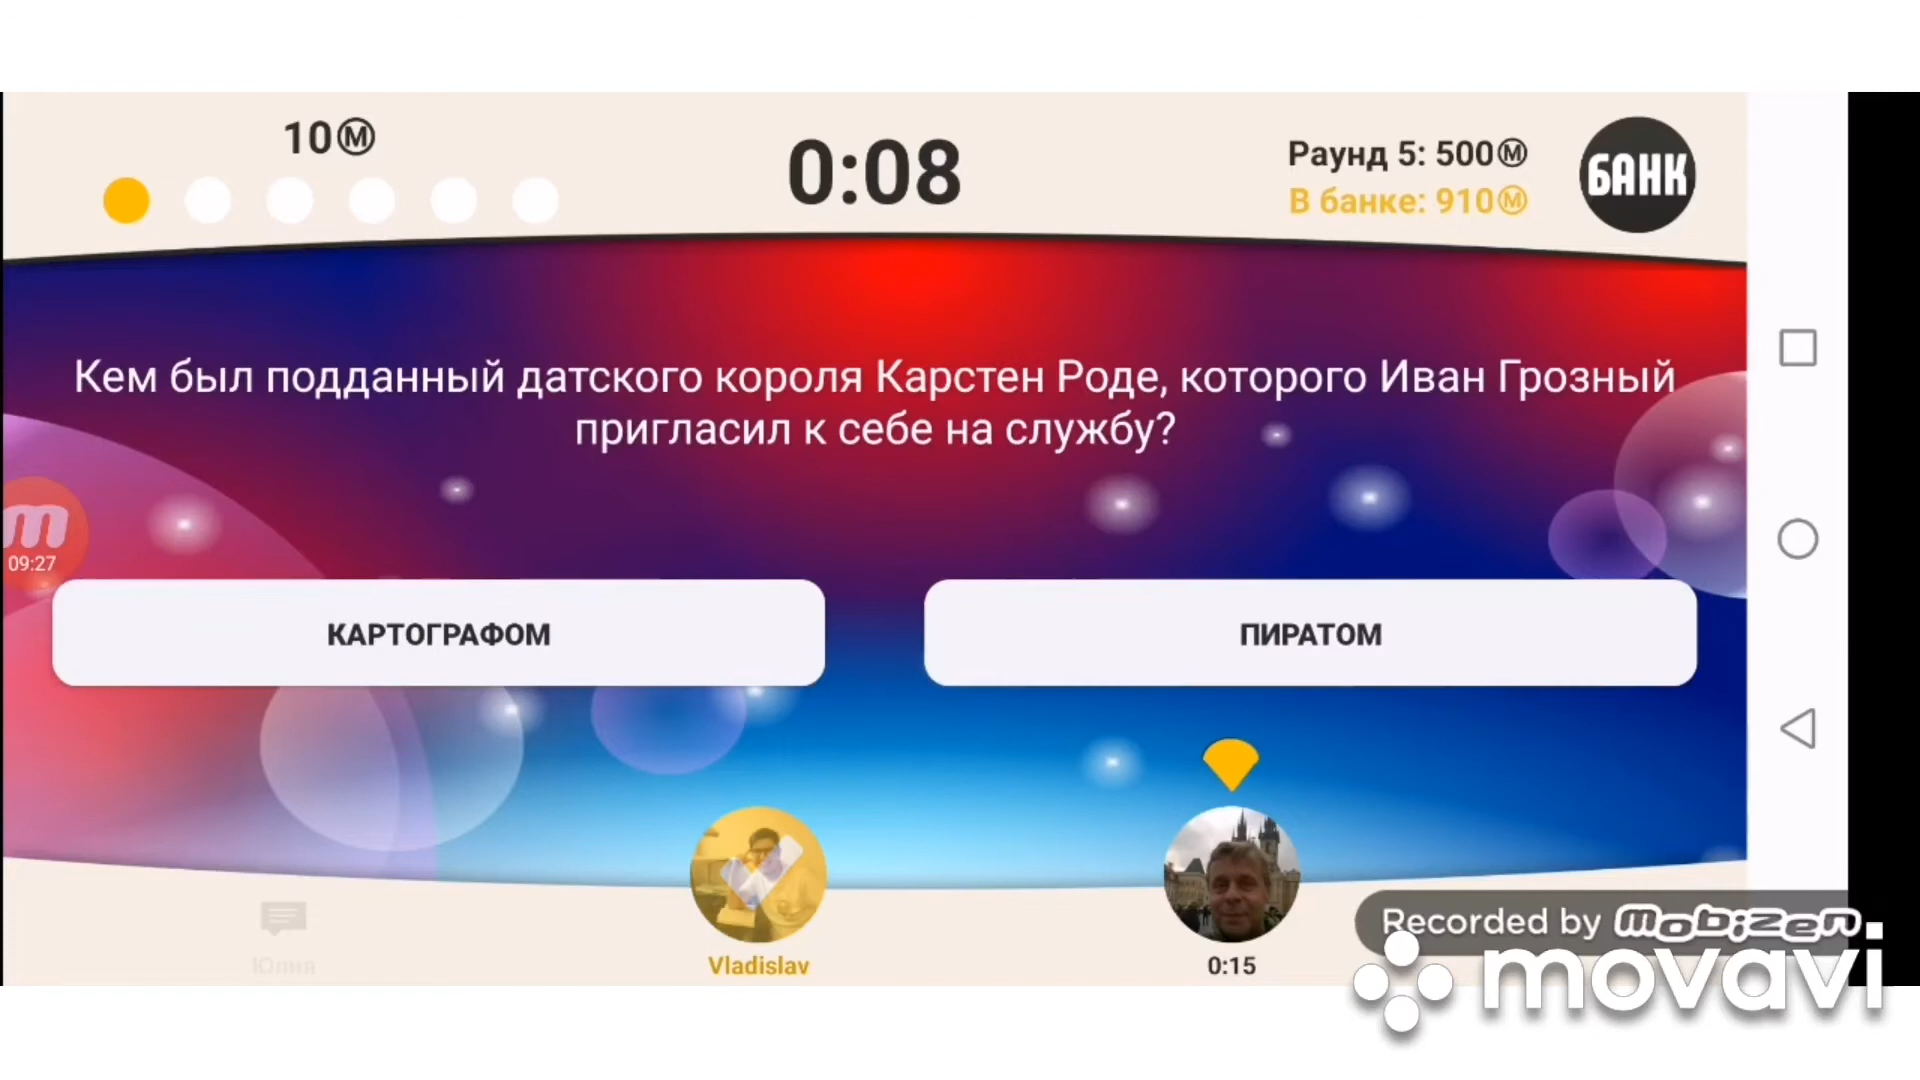 10Ⓜ
0:08
Раунд 5: 500Ⓜ
В банке: 910Ⓜ
БАНК
Кем был подданный датского короля Карстен Роде, которого Иван Грозный
пригласил к себе на службу?
m
09:27
КАРТОГРАФОМ
ПИРАТОМ
Юлия
Vladislav
0:15
Recorded by mobizen
movavi